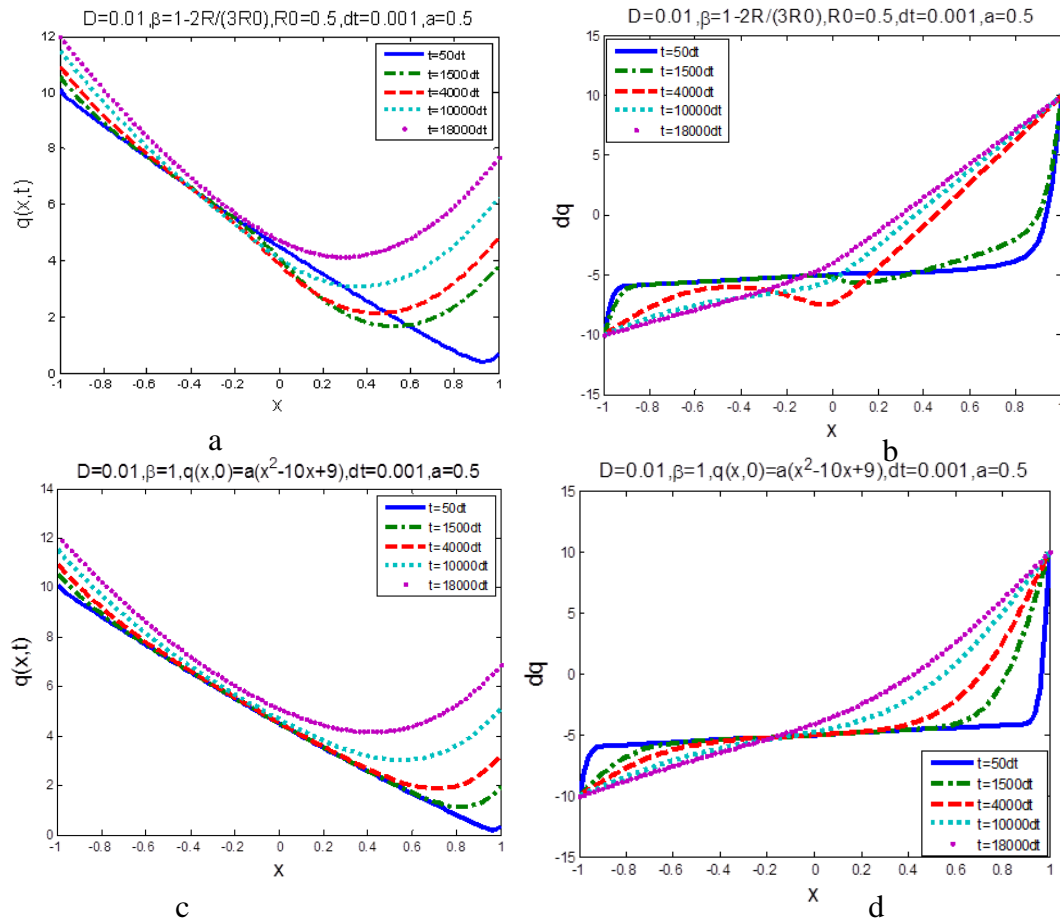 D=0.01,β=1-2R/(3R0),R0=0.5,dt=0.001,a=0.5
12
10
8
6
4
2
0
q(x,t)
t=50dt
t=1500dt
t=4000dt
t=10000dt
t=18000dt
-1 -0.8 -0.6 -0.4 -0.2 0 0.2 0.4 0.6 0.8 1
x
a
D=0.01,β=1-2R/(3R0),R0=0.5,dt=0.001,a=0.5
15
10
5
0
-5
-10
-15
dq
t=50dt
t=1500dt
t=4000dt
t=10000dt
t=18000dt
-1 -0.8 -0.6 -0.4 -0.2 0 0.2 0.4 0.6 0.8 1
x
b
D=0.01,β=1,q(x,0)=a(x²-10x+9),dt=0.001,a=0.5
14
12
10
8
6
4
2
0
q(x,t)
t=50dt
t=1500dt
t=4000dt
t=10000dt
t=18000dt
-1 -0.8 -0.6 -0.4 -0.2 0 0.2 0.4 0.6 0.8 1
x
c
D=0.01,β=1,q(x,0)=a(x²-10x+9),dt=0.001,a=0.5
15
10
5
0
-5
-10
-15
dq
t=50dt
t=1500dt
t=4000dt
t=10000dt
t=18000dt
-1 -0.8 -0.6 -0.4 -0.2 0 0.2 0.4 0.6 0.8 1
x
d